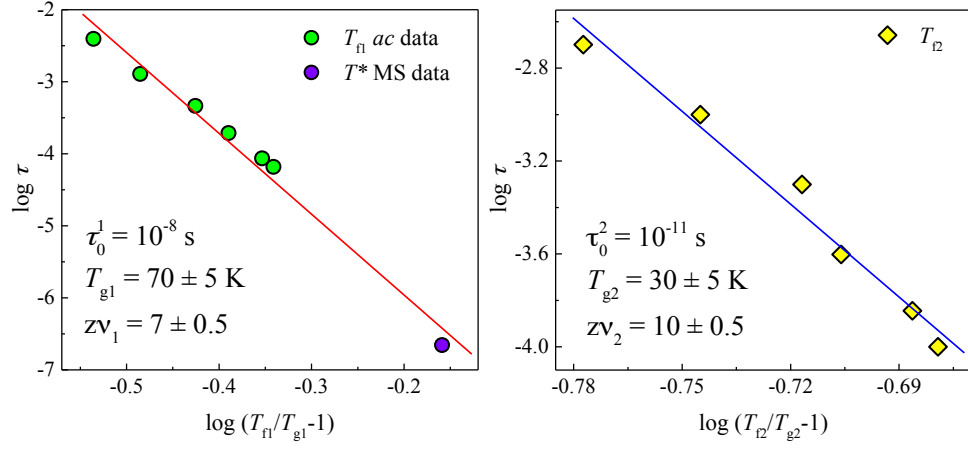 -2
-3
-4
-5
-6
-7
log τ
-0.5
-0.4
-0.3
-0.2
log (T_f1/T_g1-1)
T_f1 ac data
T* MS data
τ_0^1 = 10^-8 s
T_g1 = 70 ± 5 K
zν_1 = 7 ± 0.5
-2.8
-3.2
-3.6
-4.0
log τ
-0.78
-0.75
-0.72
-0.69
log (T_f2/T_g2-1)
T_f2
τ_0^2 = 10^-11 s
T_g2 = 30 ± 5 K
zν_2 = 10 ± 0.5